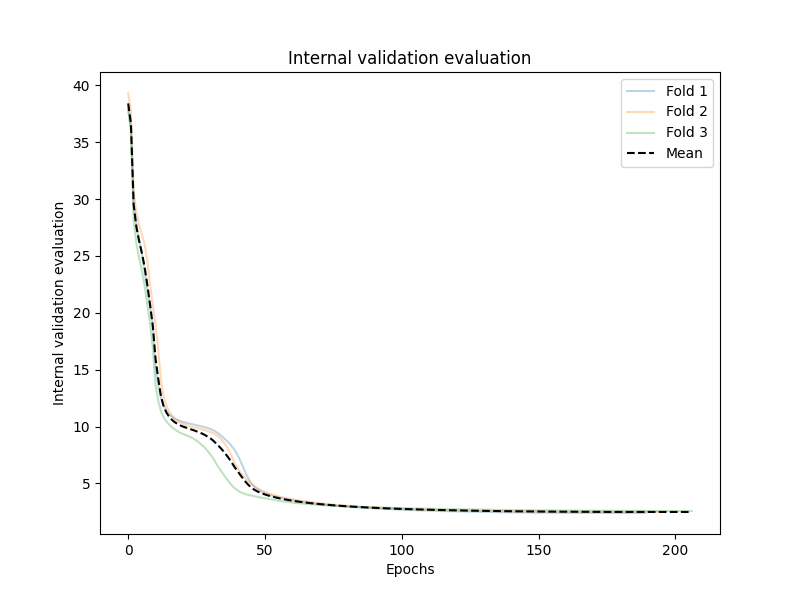 Internal validation evaluation
Fold 1
Fold 2
Fold 3
Mean
Internal validation evaluation
40
35
30
25
20
15
10
5
0 50 100 150 200
Epochs